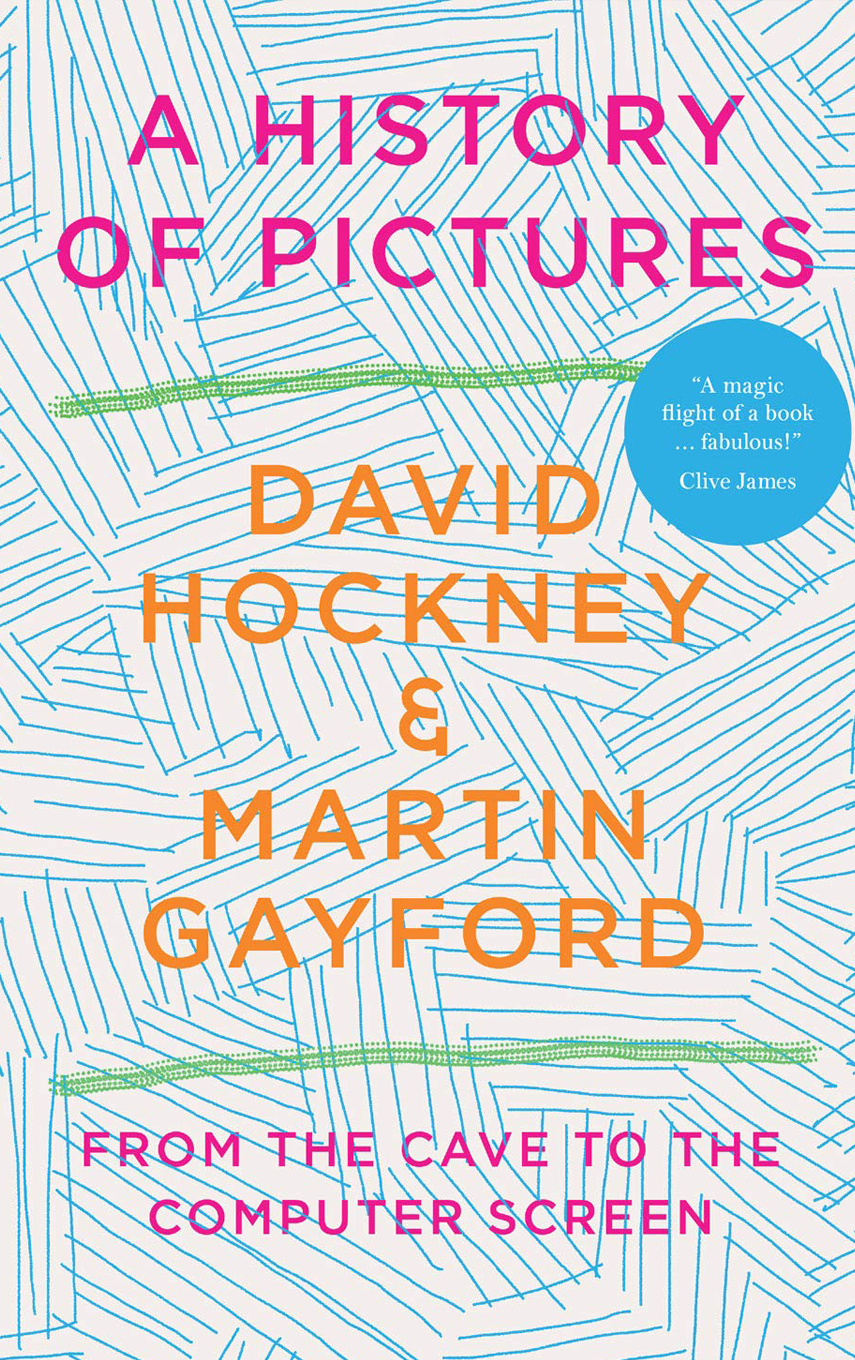 A HISTORY
OF PICTURES
“A magic
flight of a book
... fabulous!”
Clive James
DAVID
HOCKNEY
&
MARTIN
GAYFORD
FROM THE CAVE TO THE
COMPUTER SCREEN